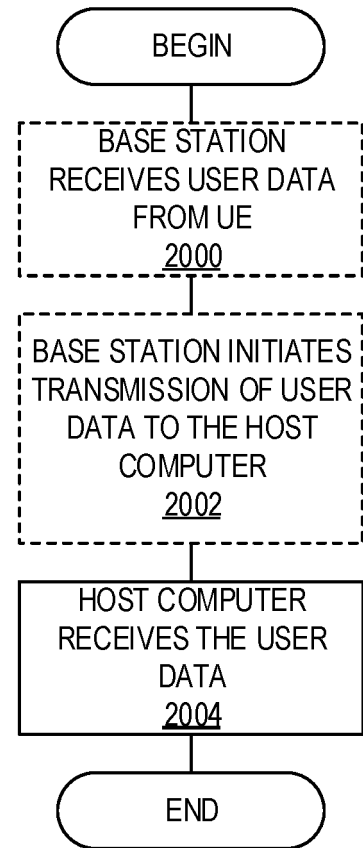 BEGIN
BASE STATION
RECEIVES USER DATA
FROM UE
2000
BASE STATION INITIATES
TRANSMISSION OF USER
DATA TO THE HOST
COMPUTER
2002
HOST COMPUTER
RECEIVES THE USER
DATA
2004
END